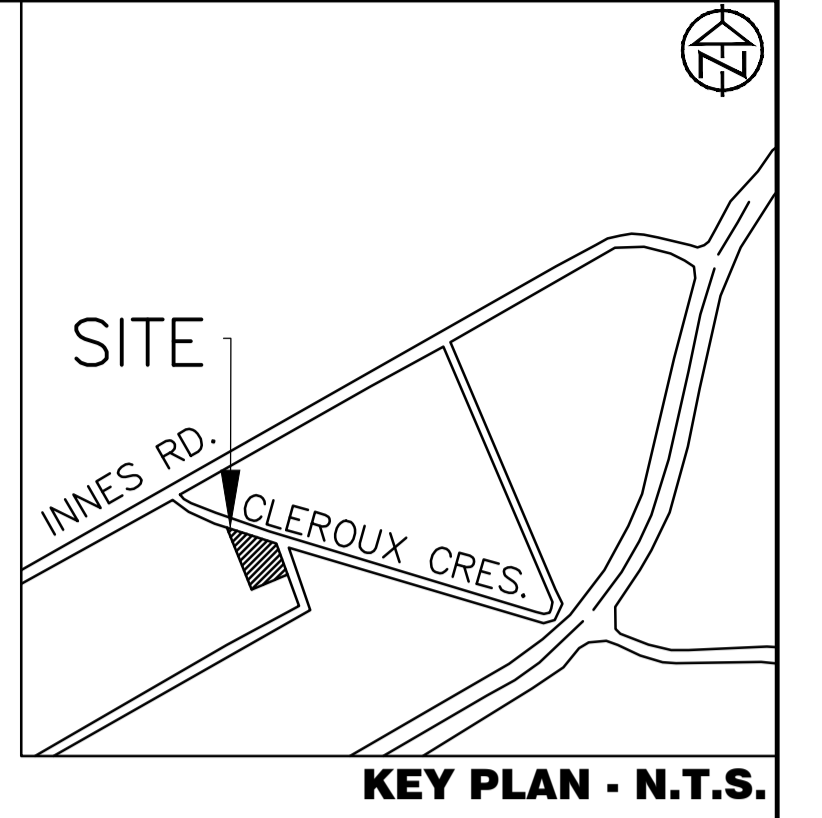 N
SITE
INNES RD.
CLEROUX CRES.
KEY PLAN - N.T.S.